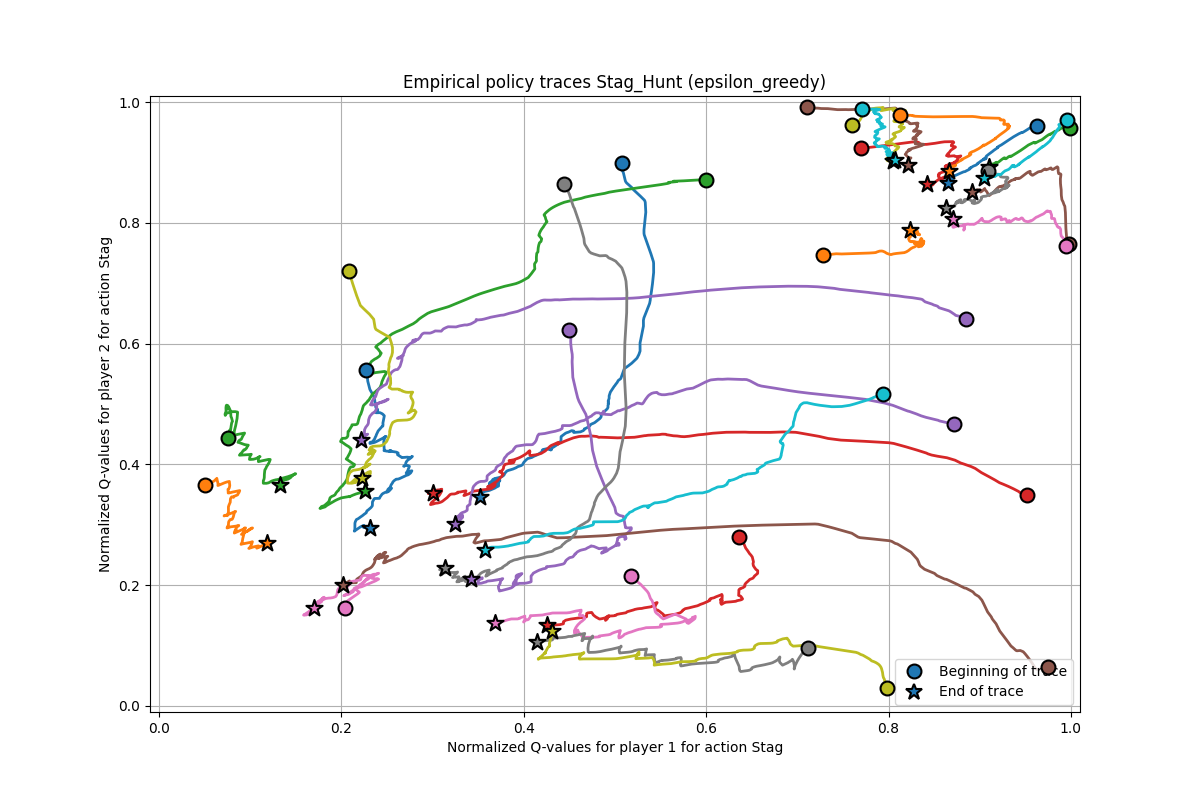 Empirical policy traces Stag_Hunt (epsilon_greedy)
Normalized Q-values for player 2 for action Stag
1.0
0.8
0.6
0.4
0.2
0.0
Beginning of trace
End of trace
0.0 0.2 0.4 0.6 0.8 1.0
Normalized Q-values for player 1 for action Stag